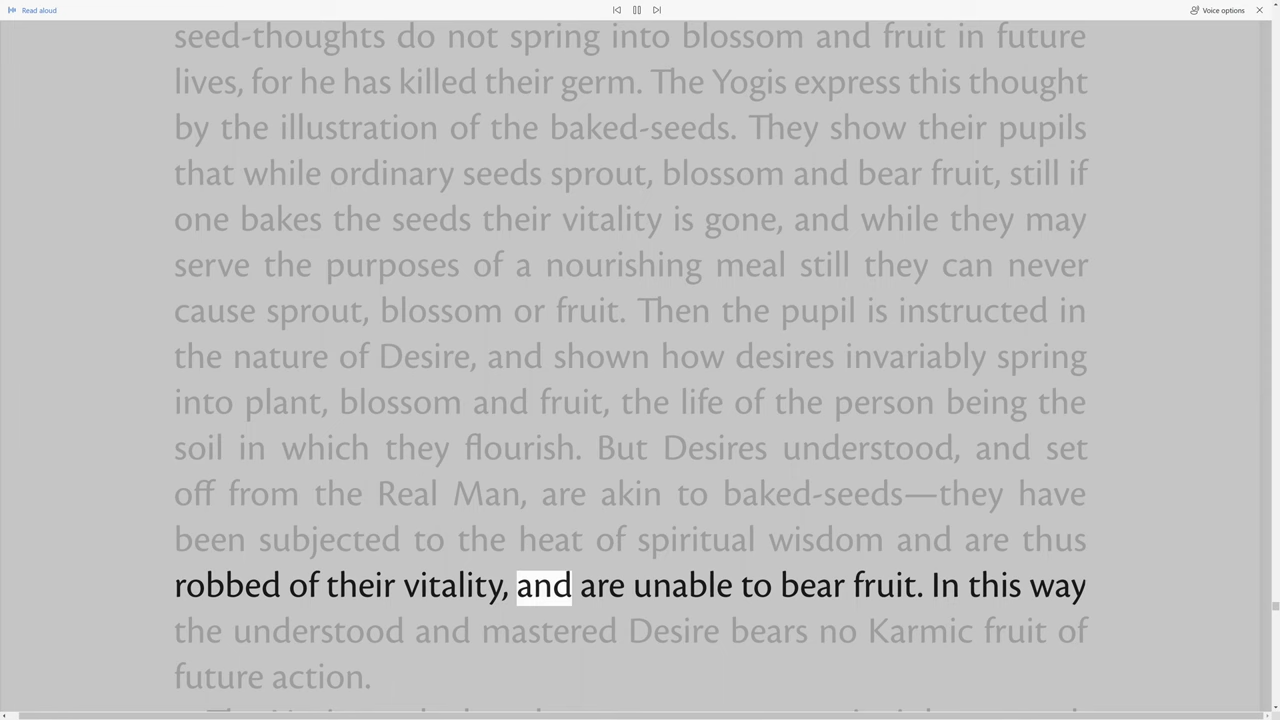 Read aloud
Voice options
seed-thoughts do not spring into blossom and fruit in future
lives, for he has killed their germ. The Yogis express this thought
by the illustration of the baked-seeds. They show their pupils
that while ordinary seeds sprout, blossom and bear fruit, still if
one bakes the seeds their vitality is gone, and while they may
serve the purposes of a nourishing meal still they can never
cause sprout, blossom or fruit. Then the pupil is instructed in
the nature of Desire, and shown how desires invariably spring
into plant, blossom and fruit, the life of the person being the
soil in which they flourish. But Desires understood, and set
off from the Real Man, are akin to baked-seeds—they have
been subjected to the heat of spiritual wisdom and are thus
robbed of their vitality, and are unable to bear fruit. In this way
the understood and mastered Desire bears no Karmic fruit of
future action.